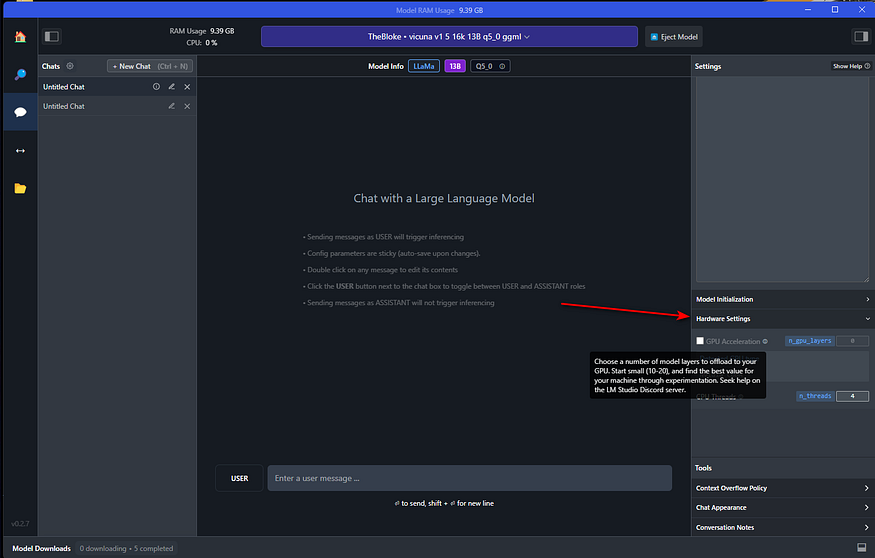 Model RAM Usage 9.39 GB
RAM Usage 9.39 GB
CPU: 0 %
TheBloke • vicuna v1 5 16k 13B q5_0 ggml
Eject Model
Chats
+ New Chat (Ctrl + N)
Model Info LLaMa 13B Q5_0
Settings
Show Help
Untitled Chat
Untitled Chat
Chat with a Large Language Model
• Sending messages as USER will trigger inferencing
• Config parameters are sticky (auto-save upon changes).
• Double click on any message to edit its contents
• Click the USER button next to the chat box to toggle between USER and ASSISTANT roles
• Sending messages as ASSISTANT will not trigger inferencing
Model Initialization
Hardware Settings
GPU Acceleration n_gpu_layers 0
Choose a number of model layers to offload to your
GPU. Start small (10-20), and find the best value for
your machine through experimentation. Seek help on
the LM Studio Discord server.
CPU Threads n_threads 4
USER
Enter a user message ...
⏎ to send, shift + ⏎ for new line
Tools
Context Overflow Policy
Chat Appearance
Conversation Notes
v0.2.7
Model Downloads 0 downloading • 5 completed